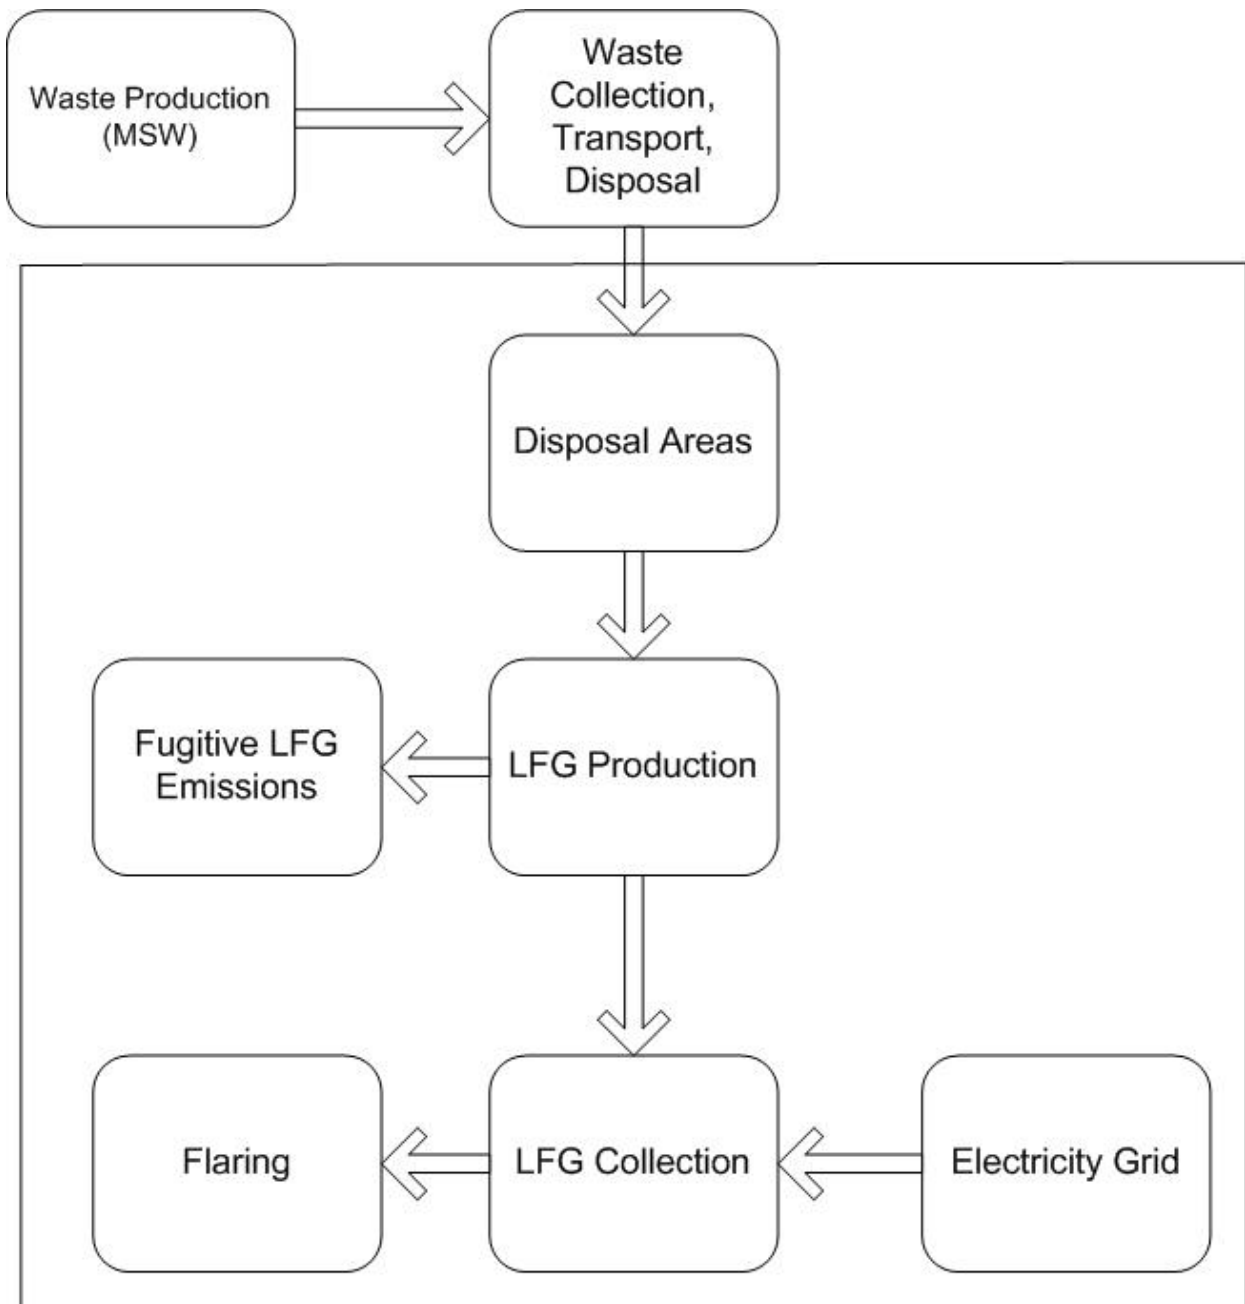 Waste Production
(MSW)
Waste
Collection,
Transport,
Disposal
Disposal Areas
Fugitive LFG
Emissions
LFG Production
Flaring
LFG Collection
Electricity Grid